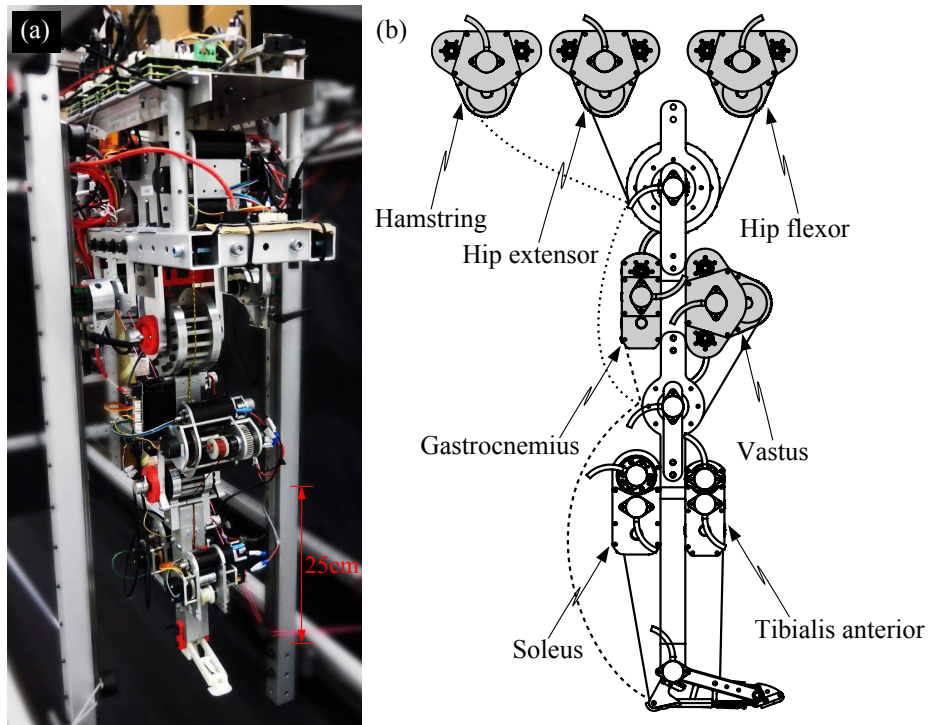 (a)
(b)
Hamstring
Hip extensor
Hip flexor
Gastrocnemius
Vastus
25cm
Soleus
Tibialis anterior